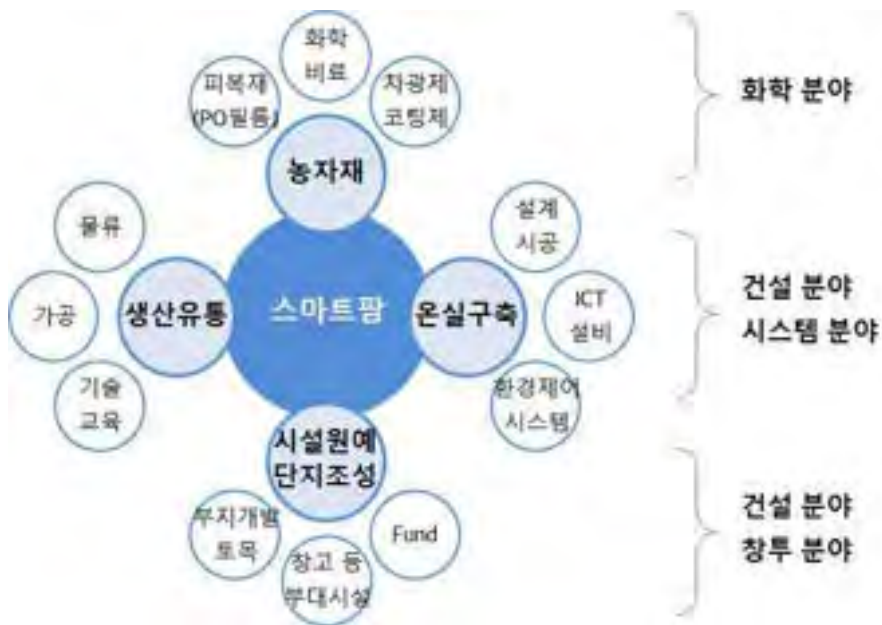 화학
비료
피복재
(PO필름)
차광제
코팅제
농자재
화학 분야
물류
가공
기술
교육
생산유통
스마트팜
온실구축
설계
시공
ICT
설비
환경제어
시스템
건설 분야
시스템 분야
시설원예
단지조성
부지개발
토목
창고 등
부대시설
Fund
건설 분야
창투 분야